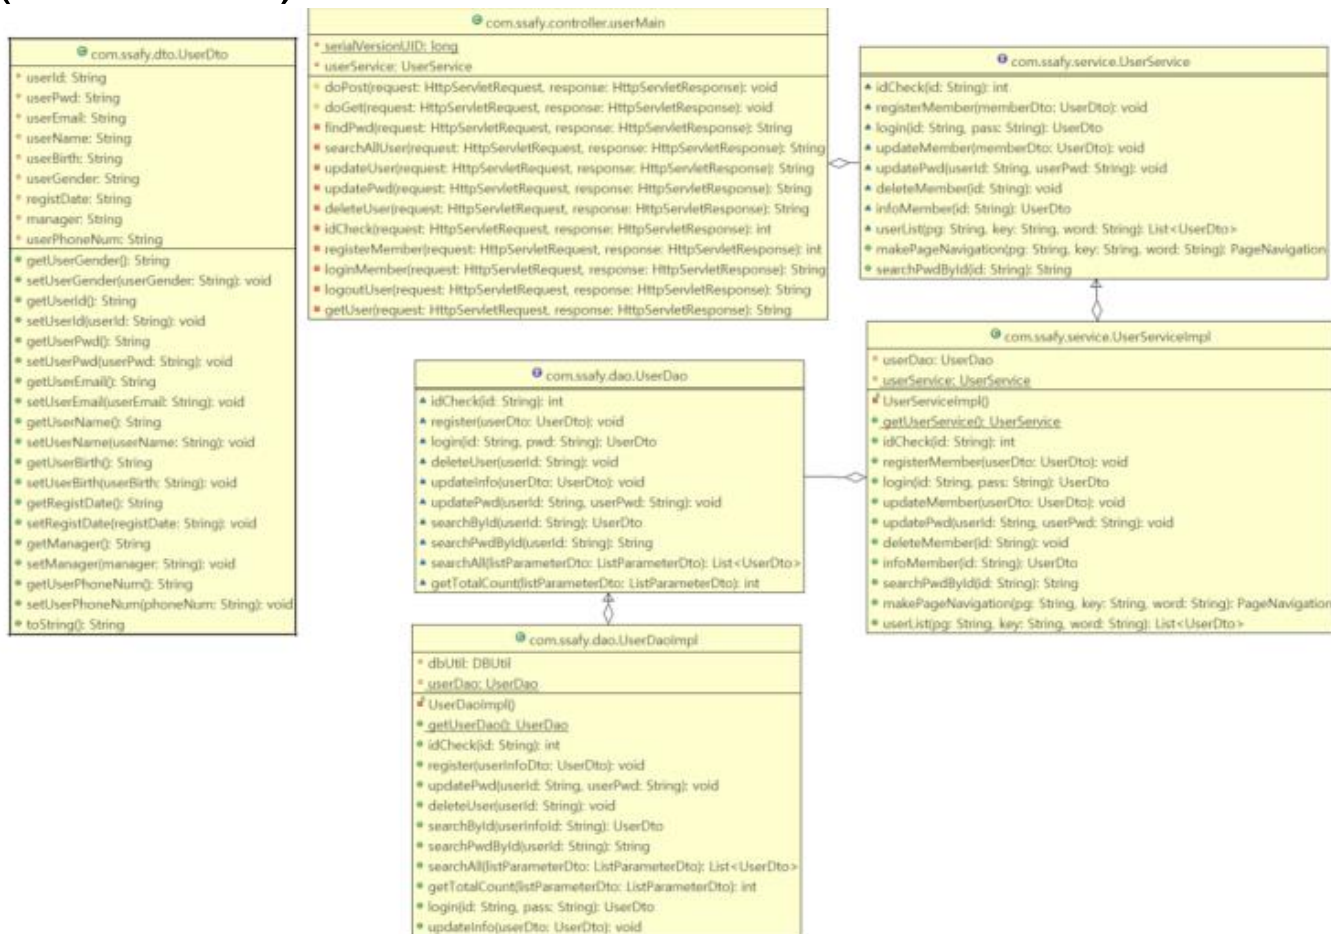 com.ssafy.dto.UserDto
userId: String
userPwd: String
userEmail: String
userName: String
userBirth: String
userGender: String
registDate: String
manager: String
userPhoneNum: String
getUserGender(): String
setUserGender(userGender: String): void
getUserId(): String
setUserId(userId: String): void
getUserPwd(): String
setUserPwd(userPwd: String): void
getUserEmail(): String
setUserEmail(userEmail: String): void
getUserName(): String
setUserName(userName: String): void
getUserBirth(): String
setUserBirth(userBirth: String): void
getRegistDate(): String
setRegistDate(registDate: String): void
getManager(): String
setManager(manager: String): void
getUserPhoneNum(): String
setUserPhoneNum(phoneNum: String): void
toString(): String
com.ssafy.controller.userMain
serialVersionUID: long
userService: UserService
doPost(request: HttpServletRequest, response: HttpServletResponse): void
doGet(request: HttpServletRequest, response: HttpServletResponse): void
findPwd(request: HttpServletRequest, response: HttpServletResponse): String
searchAllUser(request: HttpServletRequest, response: HttpServletResponse): String
updateUser(request: HttpServletRequest, response: HttpServletResponse): String
updatePwd(request: HttpServletRequest, response: HttpServletResponse): String
deleteUser(request: HttpServletRequest, response: HttpServletResponse): String
idCheck(request: HttpServletRequest, response: HttpServletResponse): int
registerMember(request: HttpServletRequest, response: HttpServletResponse): int
loginMember(request: HttpServletRequest, response: HttpServletResponse): String
logoutUser(request: HttpServletRequest, response: HttpServletResponse): String
getUser(request: HttpServletRequest, response: HttpServletResponse): String
com.ssafy.service.UserService
idCheck(id: String): int
registerMember(memberDto: UserDto): void
login(id: String, pass: String): UserDto
updateMember(memberDto: UserDto): void
updatePwd(userId: String, userPwd: String): void
deleteMember(id: String): void
infoMember(id: String): UserDto
userList(pg: String, key: String, word: String): List<UserDto>
makePageNavigation(pg: String, key: String, word: String): PageNavigation
searchPwdById(id: String): String
com.ssafy.service.UserServiceImpl
userDao: UserDao
userService: UserService
UserServiceImpl()
getUserService(): UserService
idCheck(id: String): int
registerMember(userDto: UserDto): void
login(id: String, pass: String): UserDto
updateMember(userDto: UserDto): void
updatePwd(userId: String, userPwd: String): void
deleteMember(id: String): void
infoMember(id: String): UserDto
searchPwdById(id: String): String
makePageNavigation(pg: String, key: String, word: String): PageNavigation
userList(pg: String, key: String, word: String): List<UserDto>
com.ssafy.dao.UserDao
idCheck(id: String): int
register(userDto: UserDto): void
login(id: String, pwd: String): UserDto
deleteUser(userId: String): void
updateInfo(userDto: UserDto): void
updatePwd(userId: String, userPwd: String): void
searchById(userId: String): UserDto
searchPwdById(userId: String): String
searchAll(listParameterDto: ListParameterDto): List<UserDto>
getTotalCount(listParameterDto: ListParameterDto): int
com.ssafy.dao.UserDaoImpl
dbUtil: DBUtil
userDao: UserDao
UserDaoImpl()
getUserDao(): UserDao
idCheck(id: String): int
register(userInfoDto: UserDto): void
updatePwd(userId: String, userPwd: String): void
deleteUser(userId: String): void
searchById(userInfoId: String): UserDto
searchPwdById(userId: String): String
searchAll(listParameterDto: ListParameterDto): List<UserDto>
getTotalCount(listParameterDto: ListParameterDto): int
login(id: String, pass: String): UserDto
updateInfo(userDto: UserDto): void